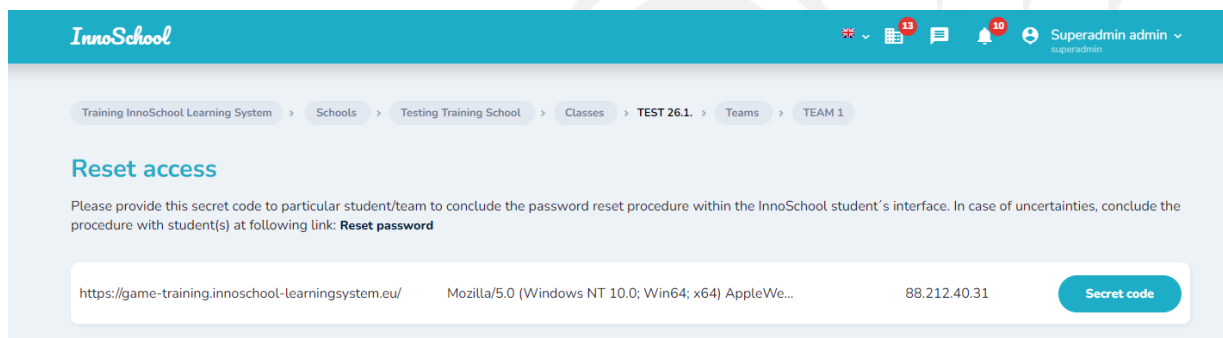 InnoSchool
13
10
Superadmin admin
superadmin
Training InnoSchool Learning System > Schools > Testing Training School > Classes > TEST 26.1. > Teams > TEAM 1
Reset access
Please provide this secret code to particular student/team to conclude the password reset procedure within the InnoSchool student´s interface. In case of uncertainties, conclude the
procedure with student(s) at following link: Reset password
https://game-training.innoschool-learningsystem.eu/ Mozilla/5.0 (Windows NT 10.0; Win64; x64) AppleWe... 88.212.40.31 Secret code